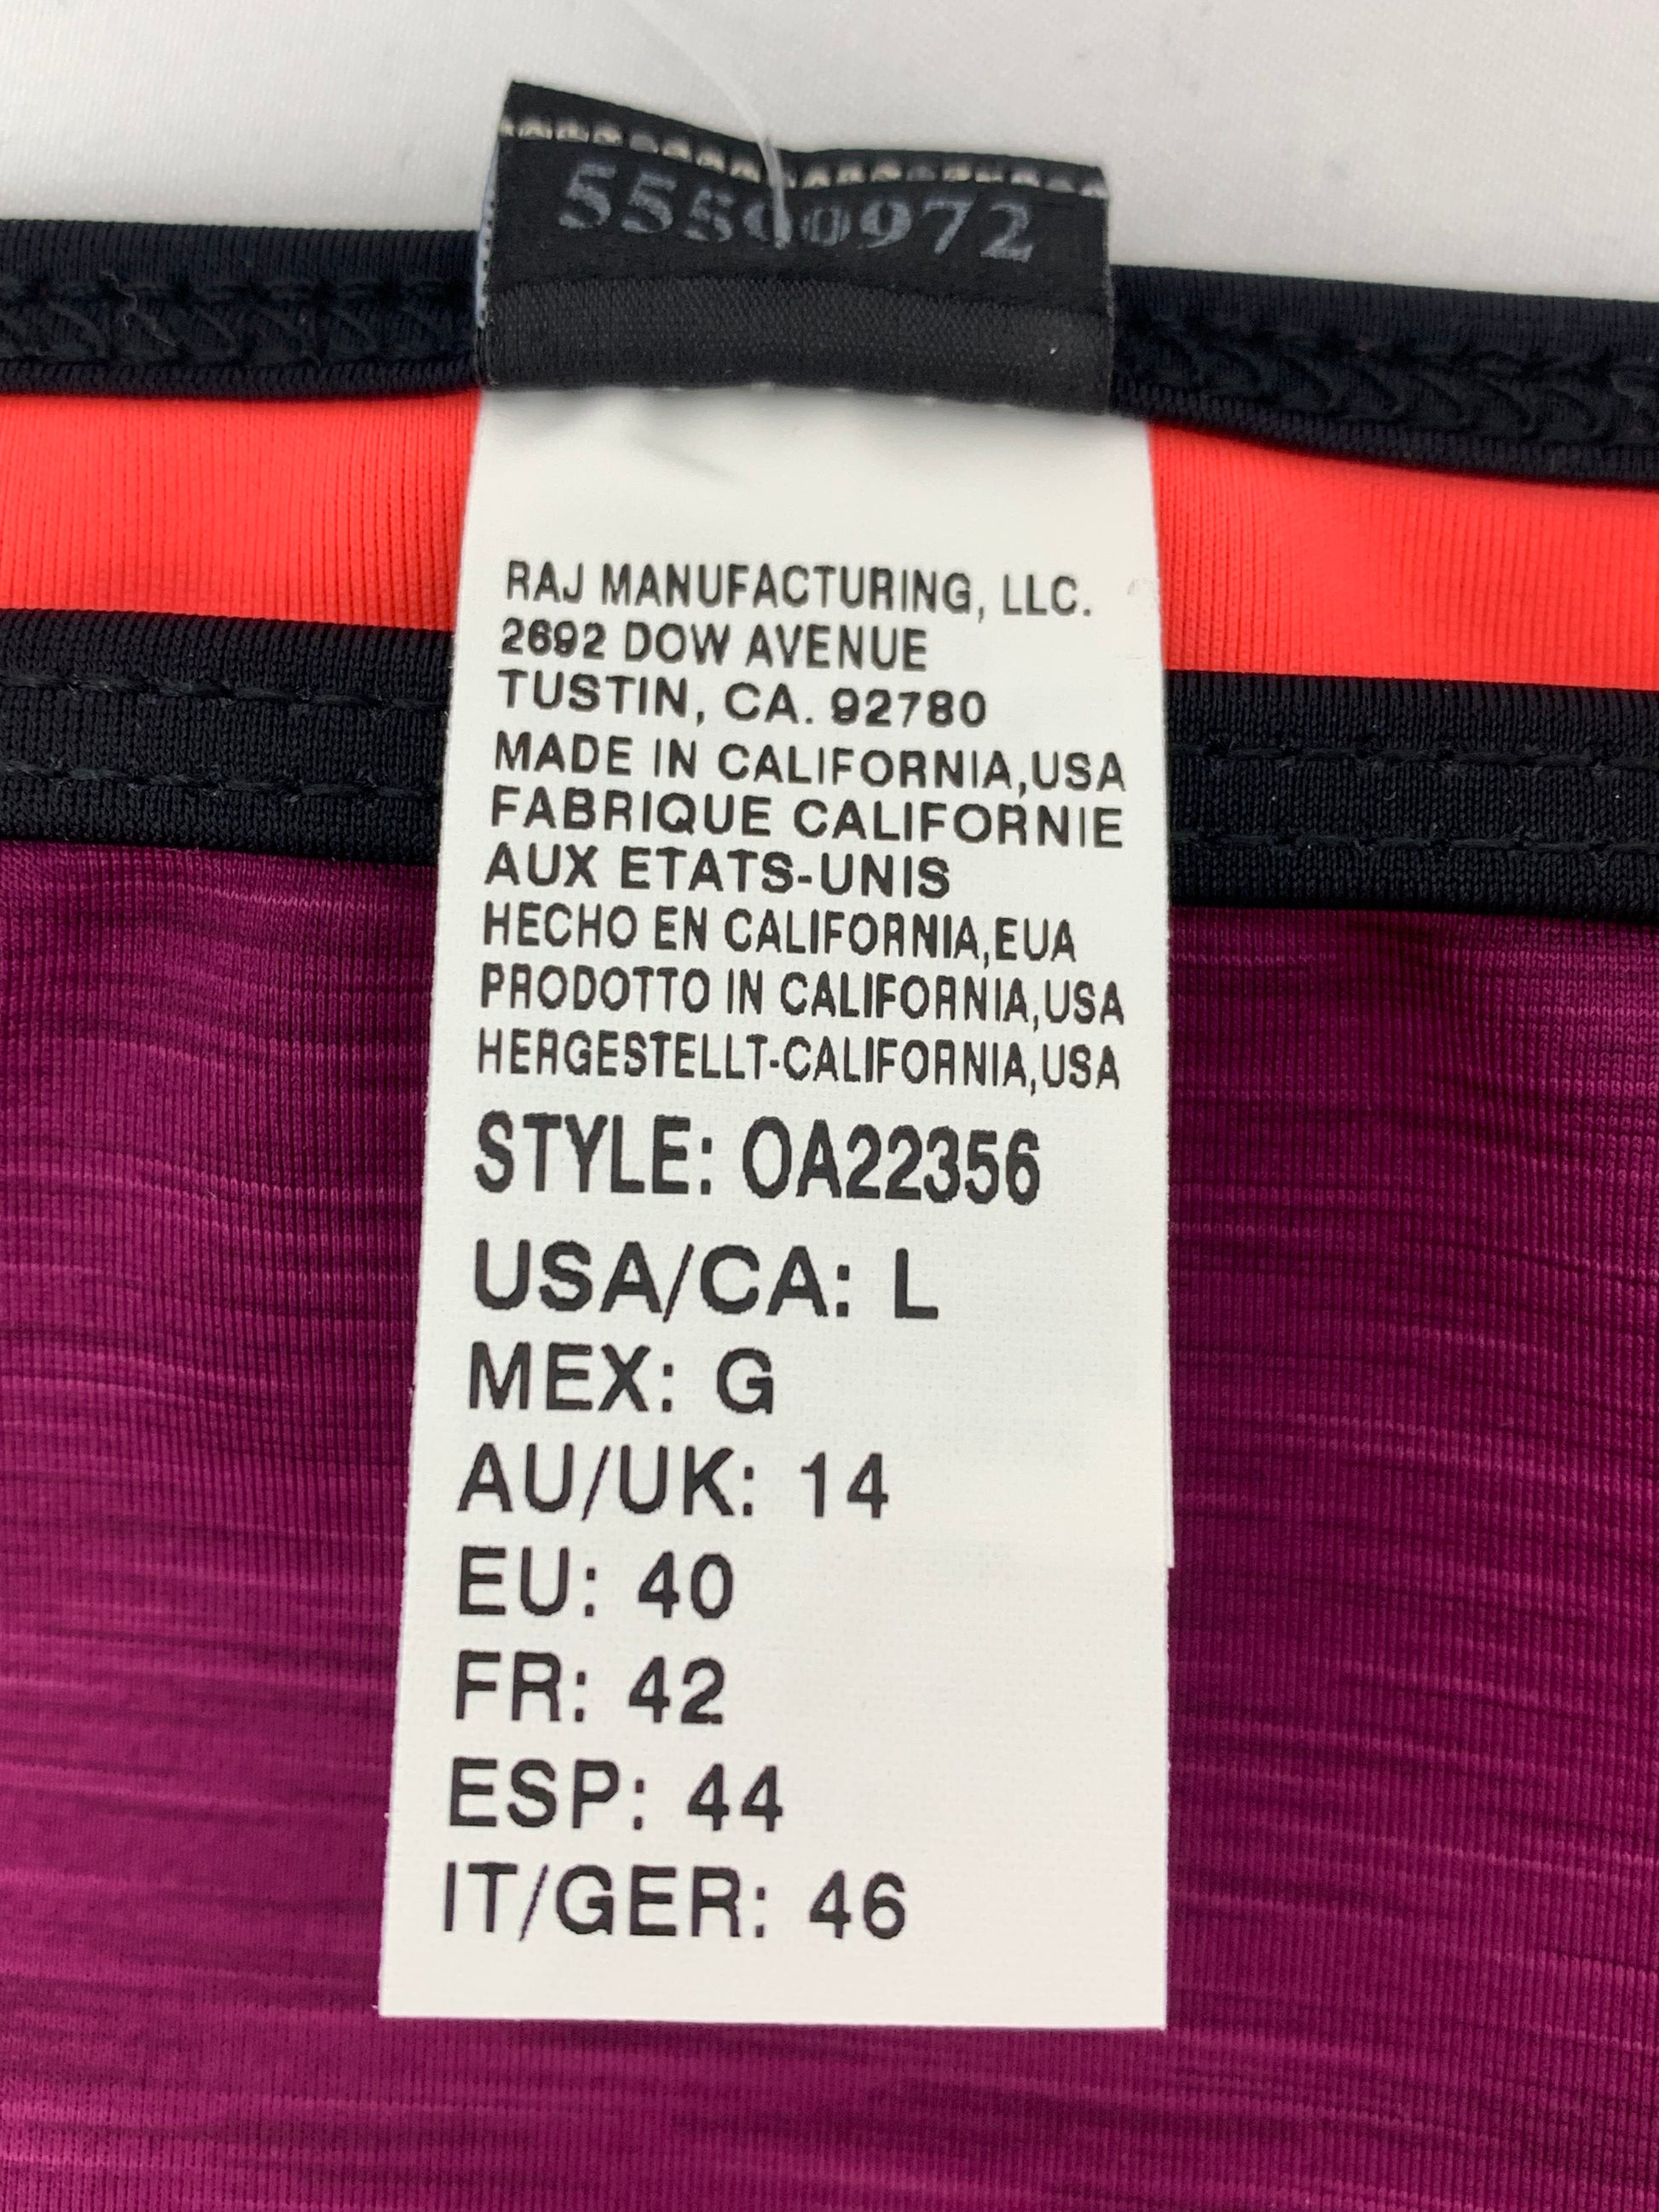 RAJ MANUFACTURING, LLC.
2692 DOW AVENUE
TUSTIN, CA. 92780
MADE IN CALIFORNIA,USA
FABRIQUE CALIFORNIE
AUX ETATS-UNIS
HECHO EN CALIFORNIA,EUA
PRODOTTO IN CALIFORNIA,USA
HERGESTELLT-CALIFORNIA,USA
STYLE: OA22356
USA/CA: L
MEX: G
AU/UK: 14
EU: 40
FR: 42
ESP: 44
IT/GER: 46